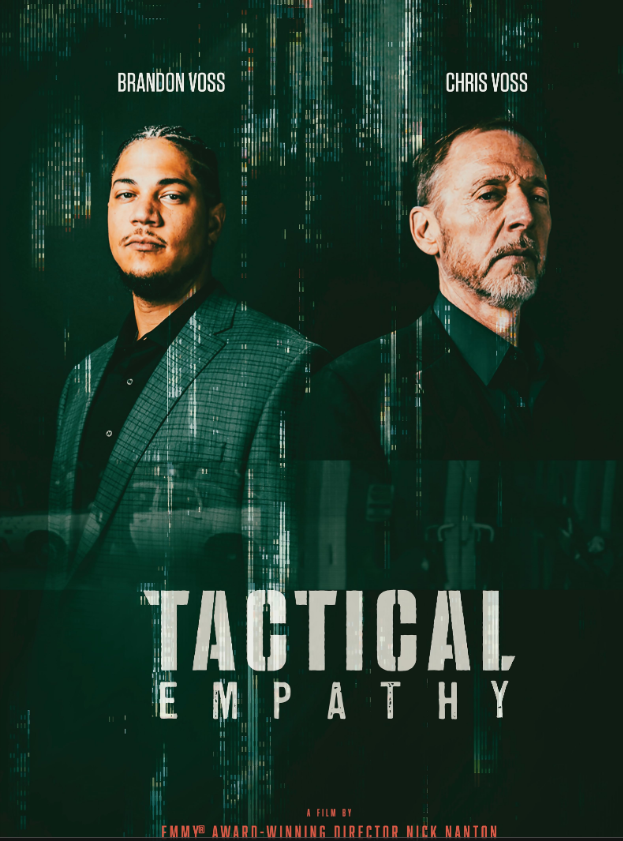 BRANDON VOSS
CHRIS VOSS
TACTICAL
EMPATHY
A FILM BY
EMMY® AWARD-WINNING DIRECTOR NICK NANTON